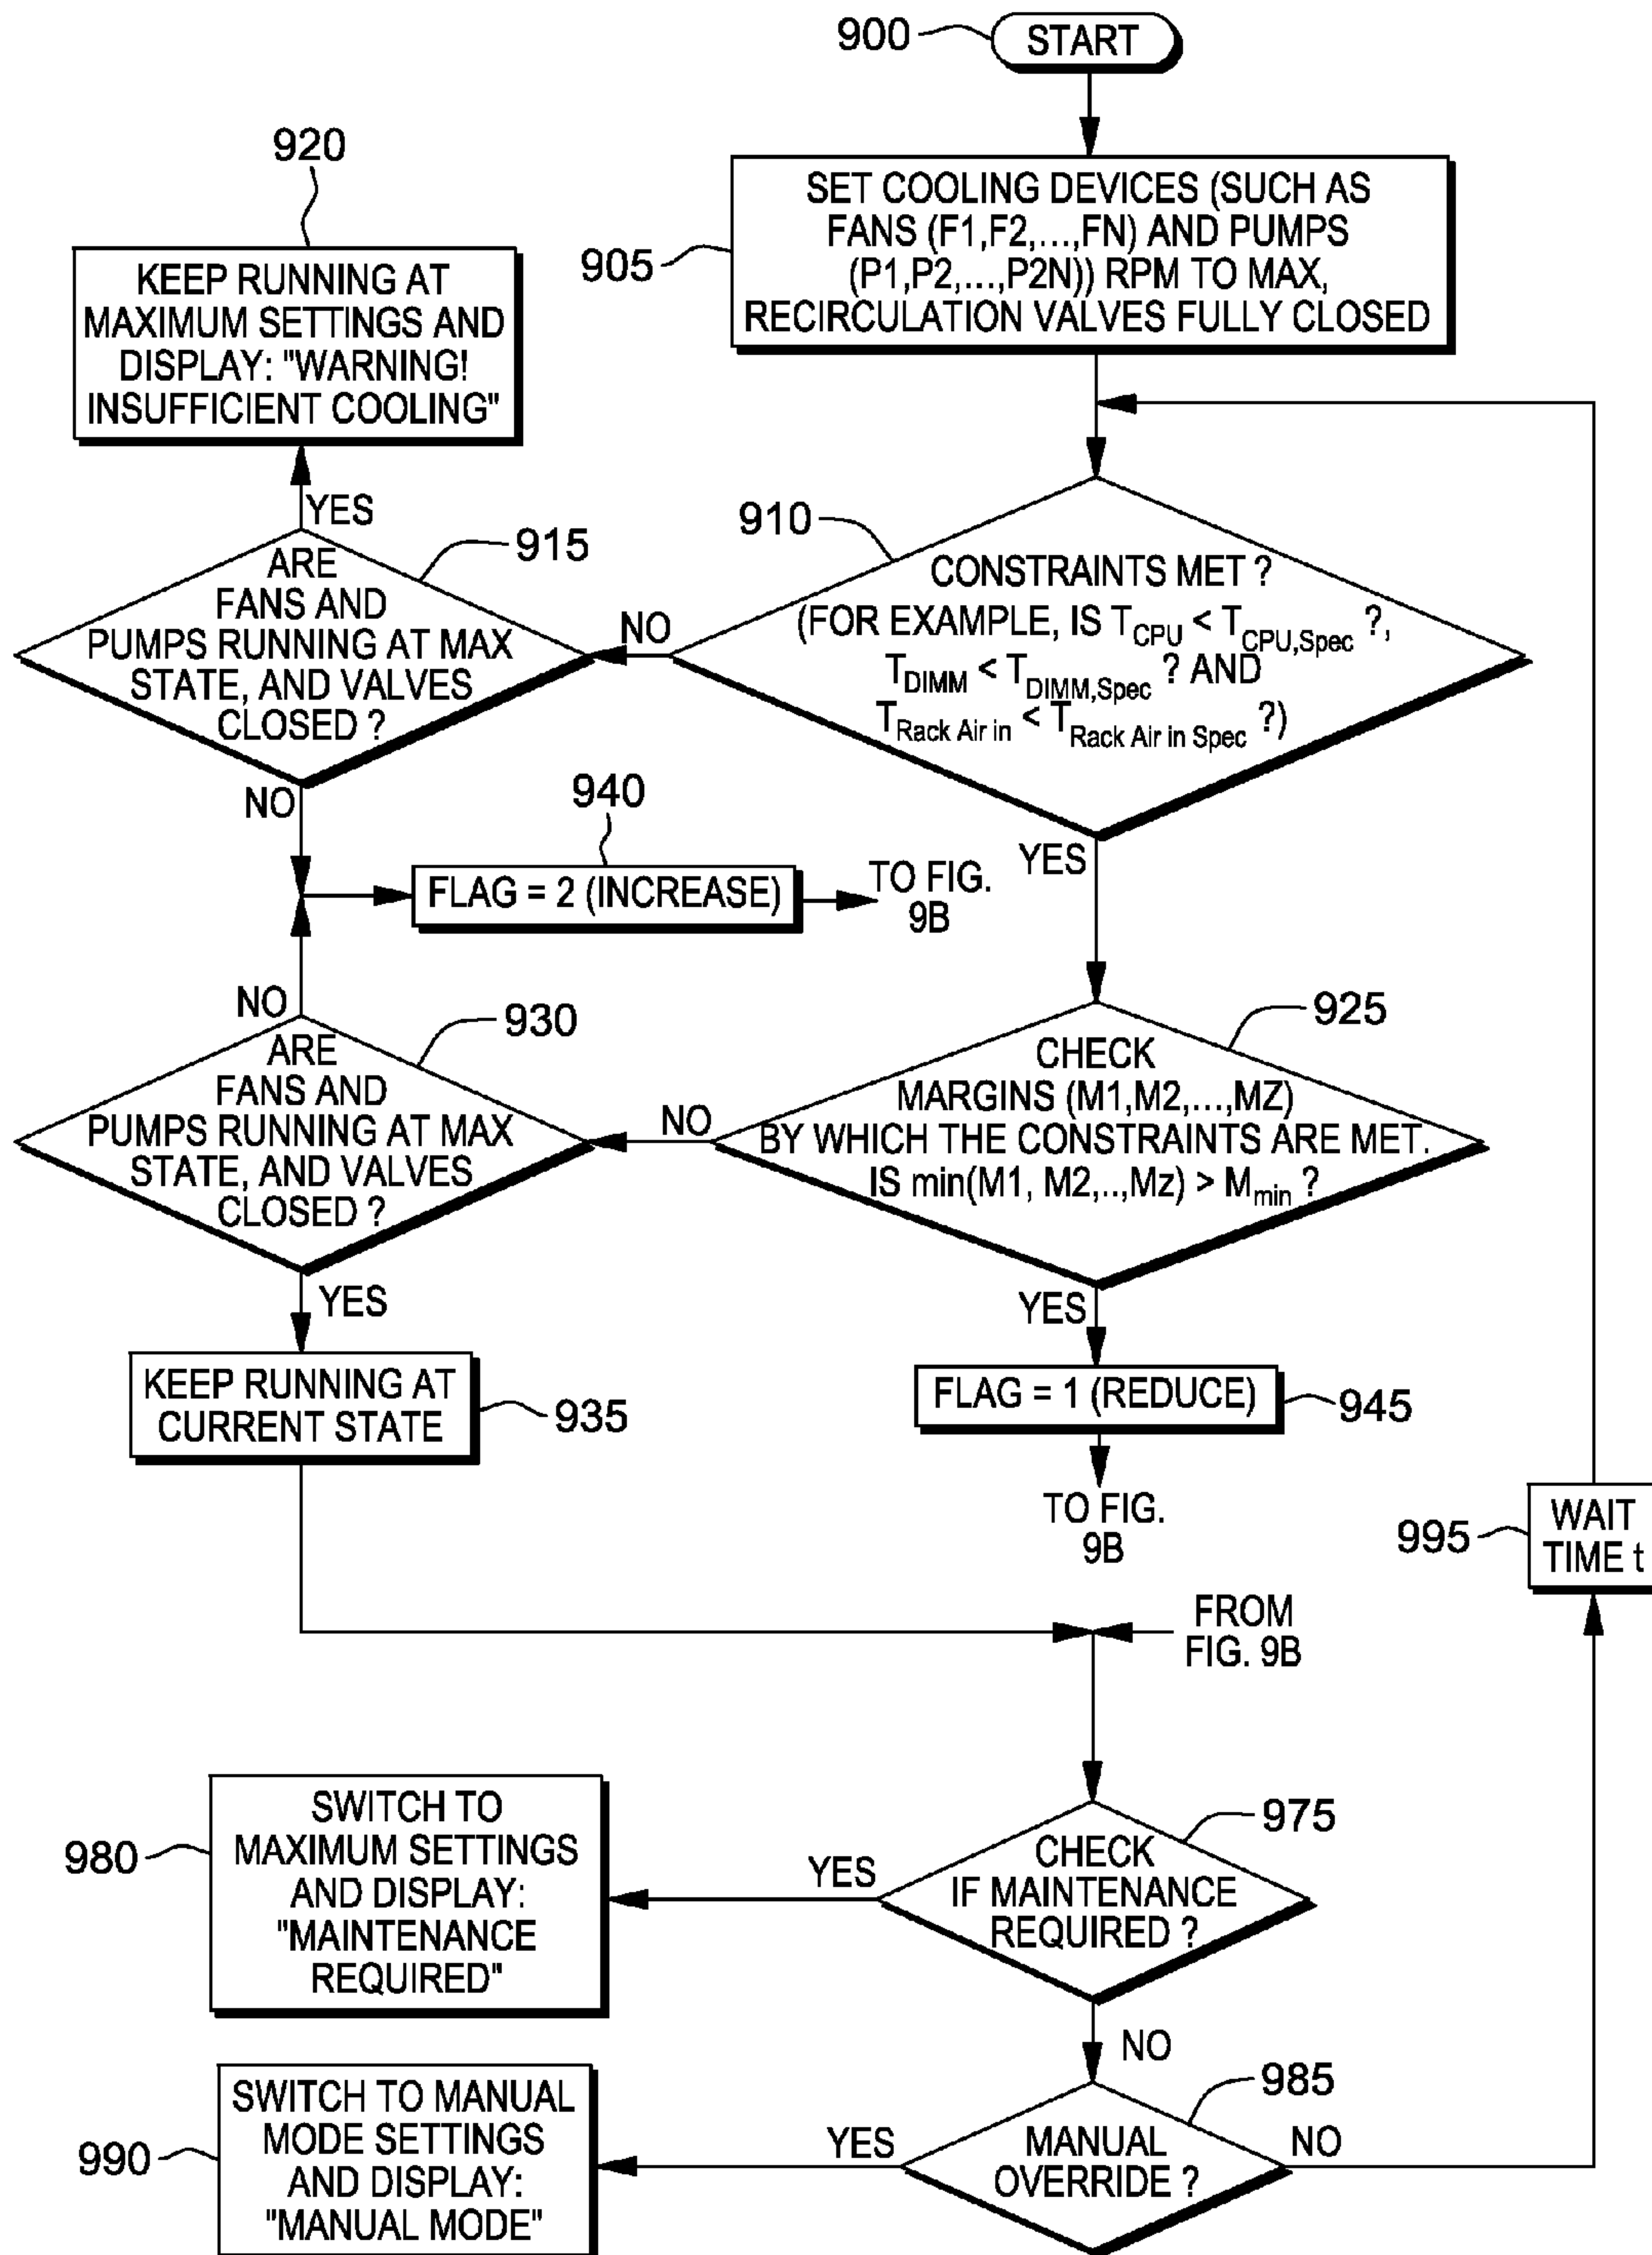 900
START
905
SET COOLING DEVICES (SUCH AS
FANS (F1,F2,...,FN) AND PUMPS
(P1,P2,...,P2N)) RPM TO MAX,
RECIRCULATION VALVES FULLY CLOSED
920
KEEP RUNNING AT
MAXIMUM SETTINGS AND
DISPLAY: "WARNING!
INSUFFICIENT COOLING"
YES
915
ARE
FANS AND
PUMPS RUNNING AT MAX
STATE, AND VALVES
CLOSED ?
NO
910
CONSTRAINTS MET ?
(FOR EXAMPLE, IS TCPU < TCPU,Spec ?,
TDIMM < TDIMM,Spec ? AND
TRack Air in < TRack Air in Spec ?)
NO
YES
940
FLAG = 2 (INCREASE)
TO FIG.
9B
NO
930
ARE
FANS AND
PUMPS RUNNING AT MAX
STATE, AND VALVES
CLOSED ?
NO
925
CHECK
MARGINS (M1,M2,...,MZ)
BY WHICH THE CONSTRAINTS ARE MET.
IS min(M1, M2,..,Mz) > Mmin ?
YES
YES
KEEP RUNNING AT
CURRENT STATE
935
FLAG = 1 (REDUCE)
945
TO FIG.
9B
995
WAIT
TIME t
FROM
FIG. 9B
980
SWITCH TO
MAXIMUM SETTINGS
AND DISPLAY:
"MAINTENANCE
REQUIRED"
YES
975
CHECK
IF MAINTENANCE
REQUIRED ?
NO
990
SWITCH TO MANUAL
MODE SETTINGS
AND DISPLAY:
"MANUAL MODE"
YES
985
MANUAL
OVERRIDE ?
NO